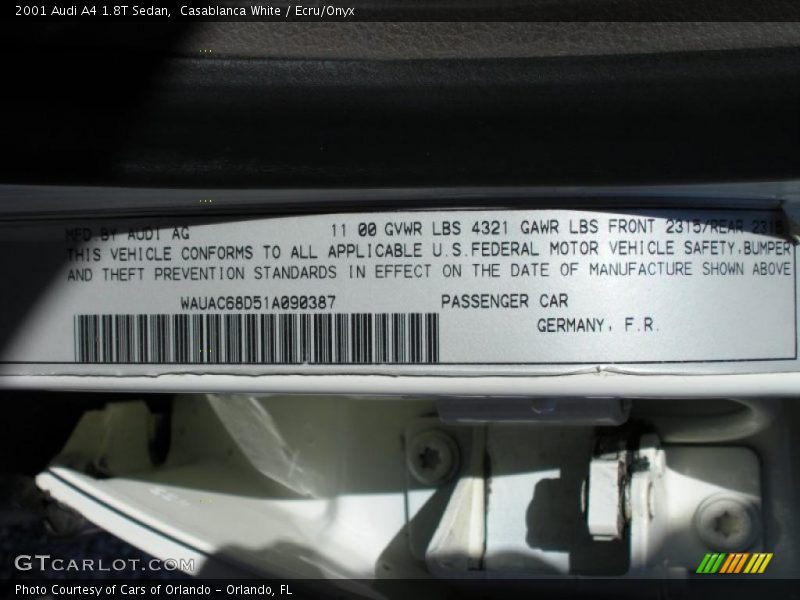 2001 Audi A4 1.8T Sedan, Casablanca White / Ecru/Onyx
MFD.BY AUDI AG 11 00 GVWR LBS 4321 GAWR LBS FRONT 2315/REAR 2315
THIS VEHICLE CONFORMS TO ALL APPLICABLE U.S.FEDERAL MOTOR VEHICLE SAFETY,BUMPER
AND THEFT PREVENTION STANDARDS IN EFFECT ON THE DATE OF MANUFACTURE SHOWN ABOVE
WAUAC68D51A090387 PASSENGER CAR
GERMANY, F.R.
GTCARLOT.COM
Photo Courtesy of Cars of Orlando - Orlando, FL